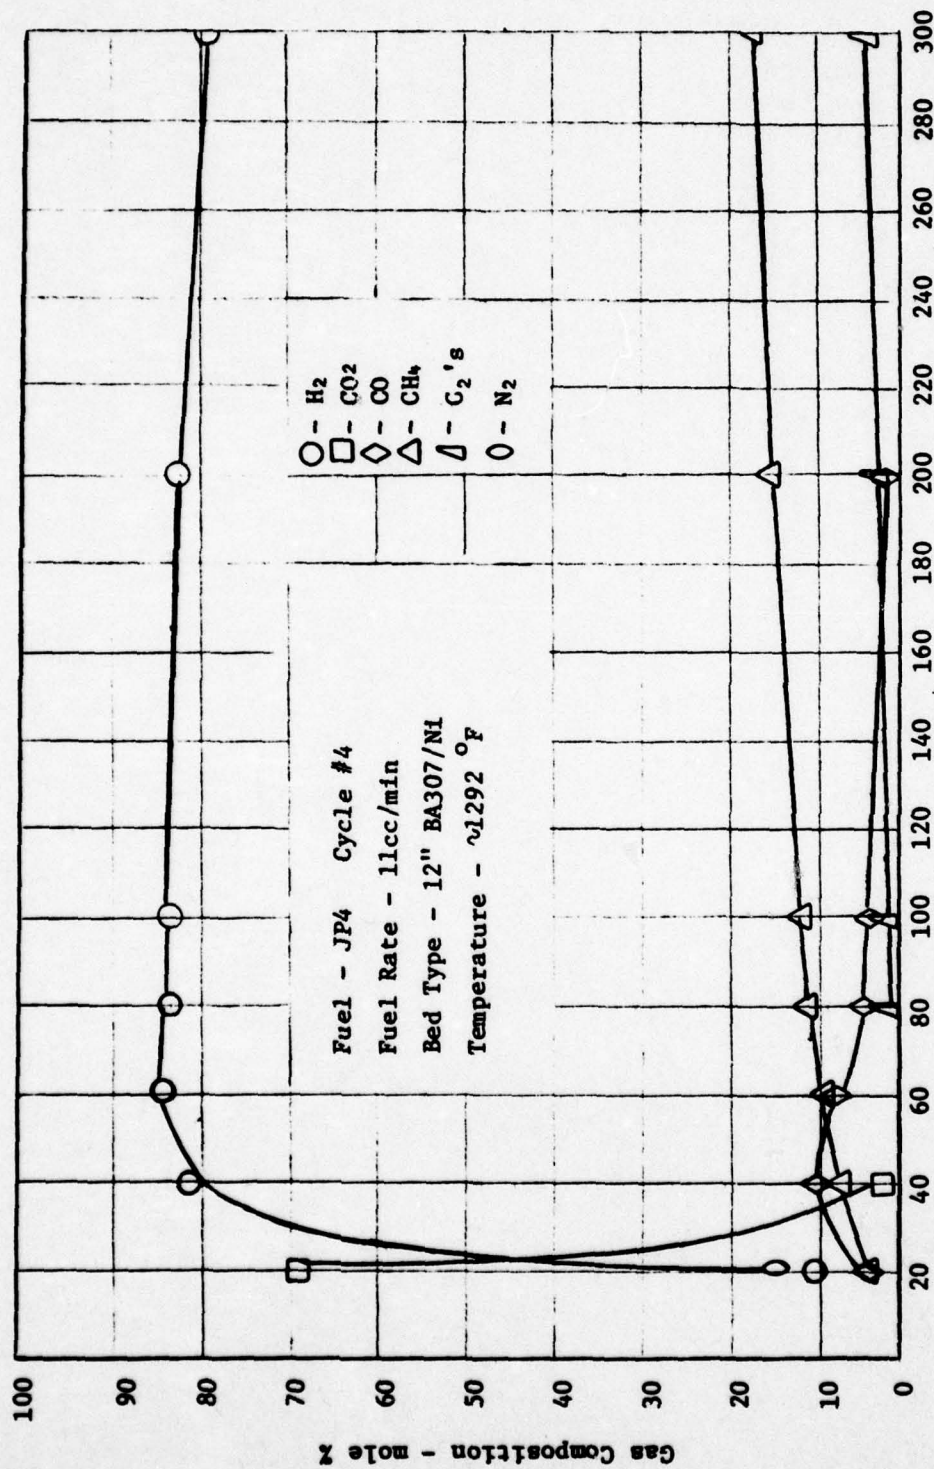 100
90
80
70
60
50
40
30
20
10
0
20
40
60
80
100
120
140
160
180
200
220
240
260
280
300
Gas Composition - mole %
Fuel - JP4 Cycle #4
Fuel Rate - 11cc/min
Bed Type - 12" BA307/Ni
Temperature - ~1292 °F
- H2
- CO2
- CO
- CH4
- C2's
- N2